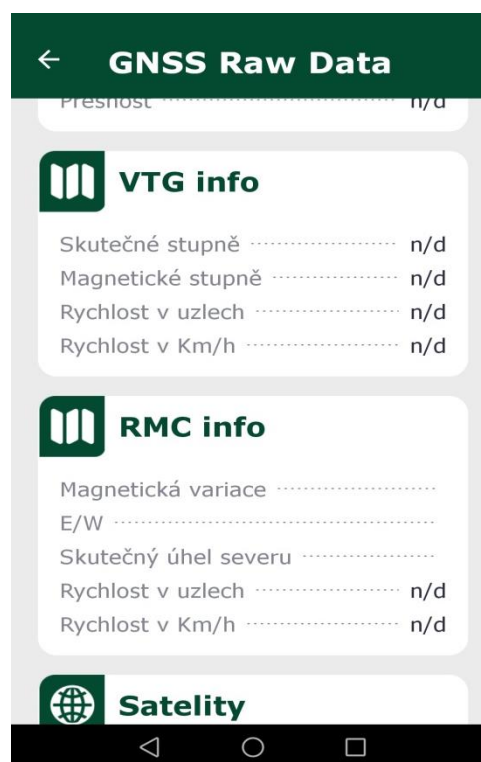 GNSS Raw Data
Přesnost n/d
VTG info
Skutečné stupně n/d
Magnetické stupně n/d
Rychlost v uzlech n/d
Rychlost v Km/h n/d
RMC info
Magnetická variace
E/W
Skutečný úhel severu
Rychlost v uzlech n/d
Rychlost v Km/h n/d
Satelity